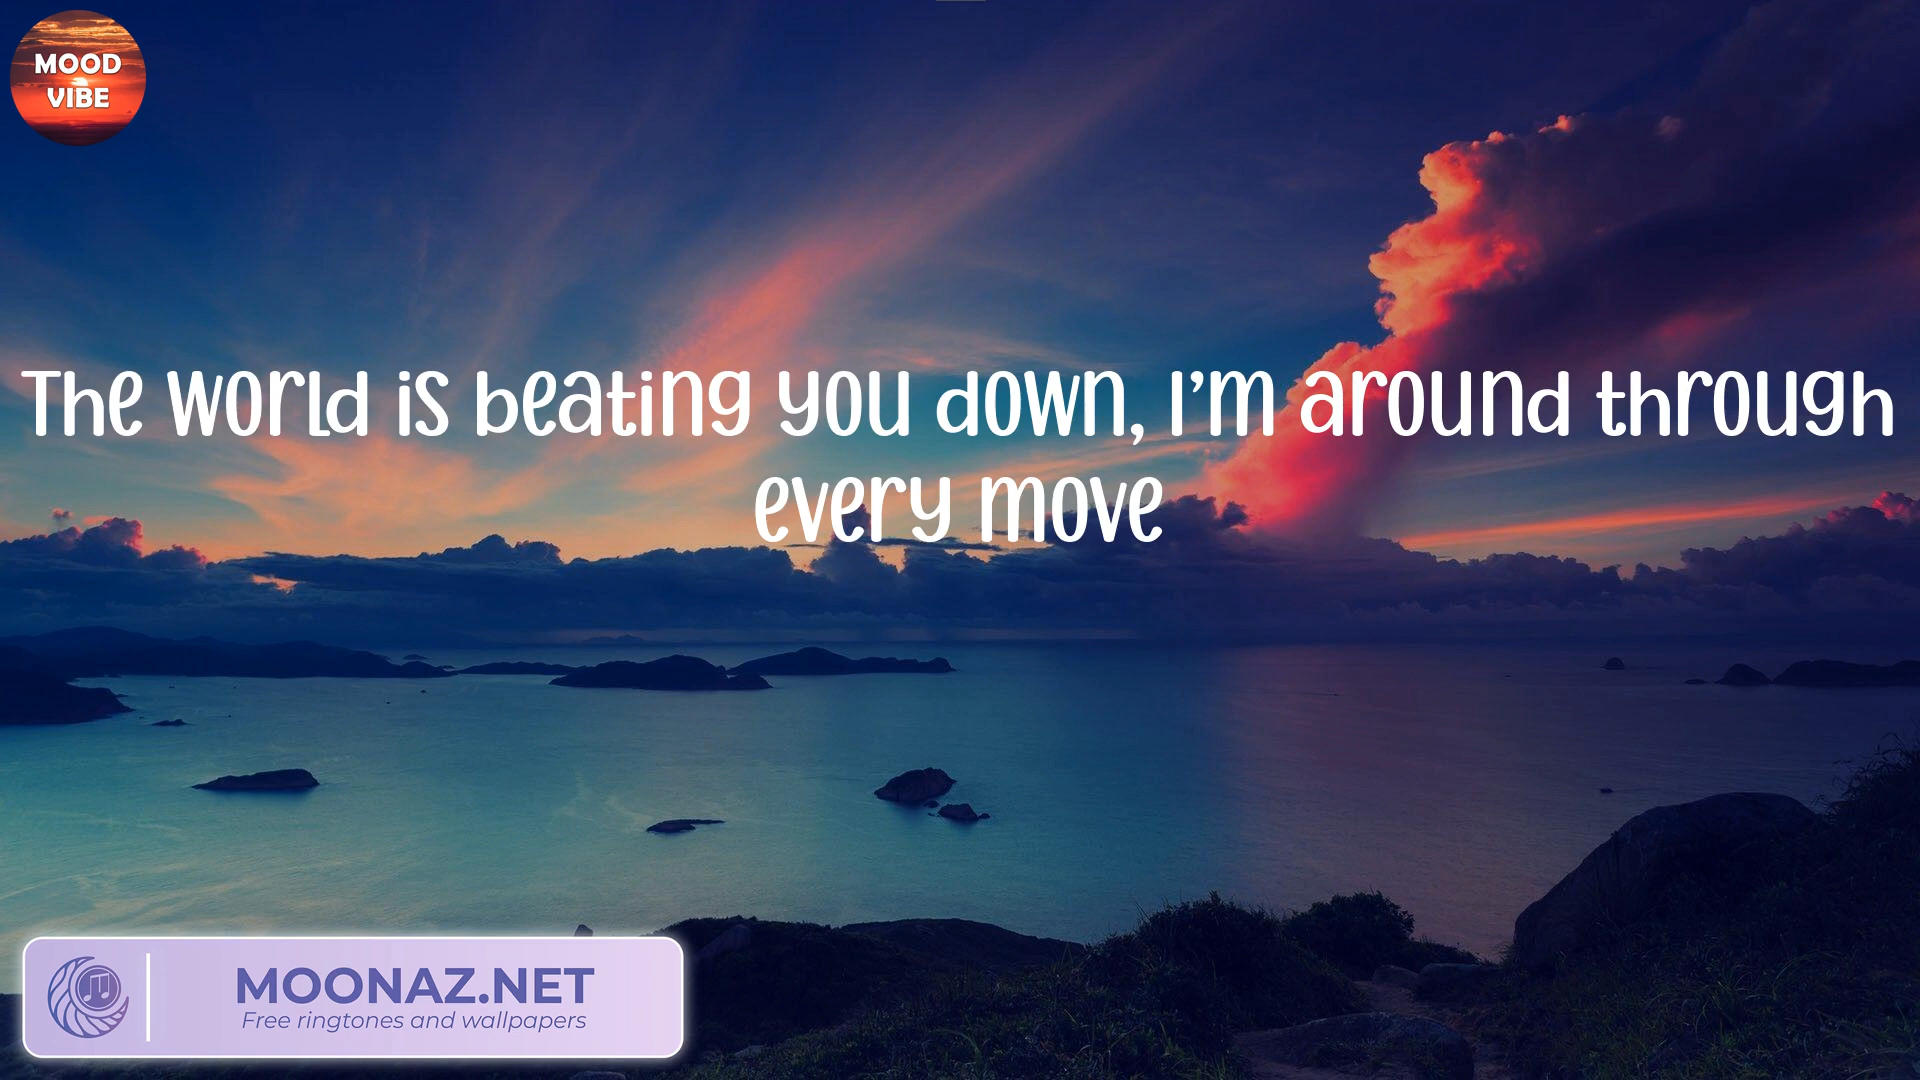 MOOD
VIBE
The world is beating you down, I'm around through
every move
MOONAZ.NET
Free ringtones and wallpapers